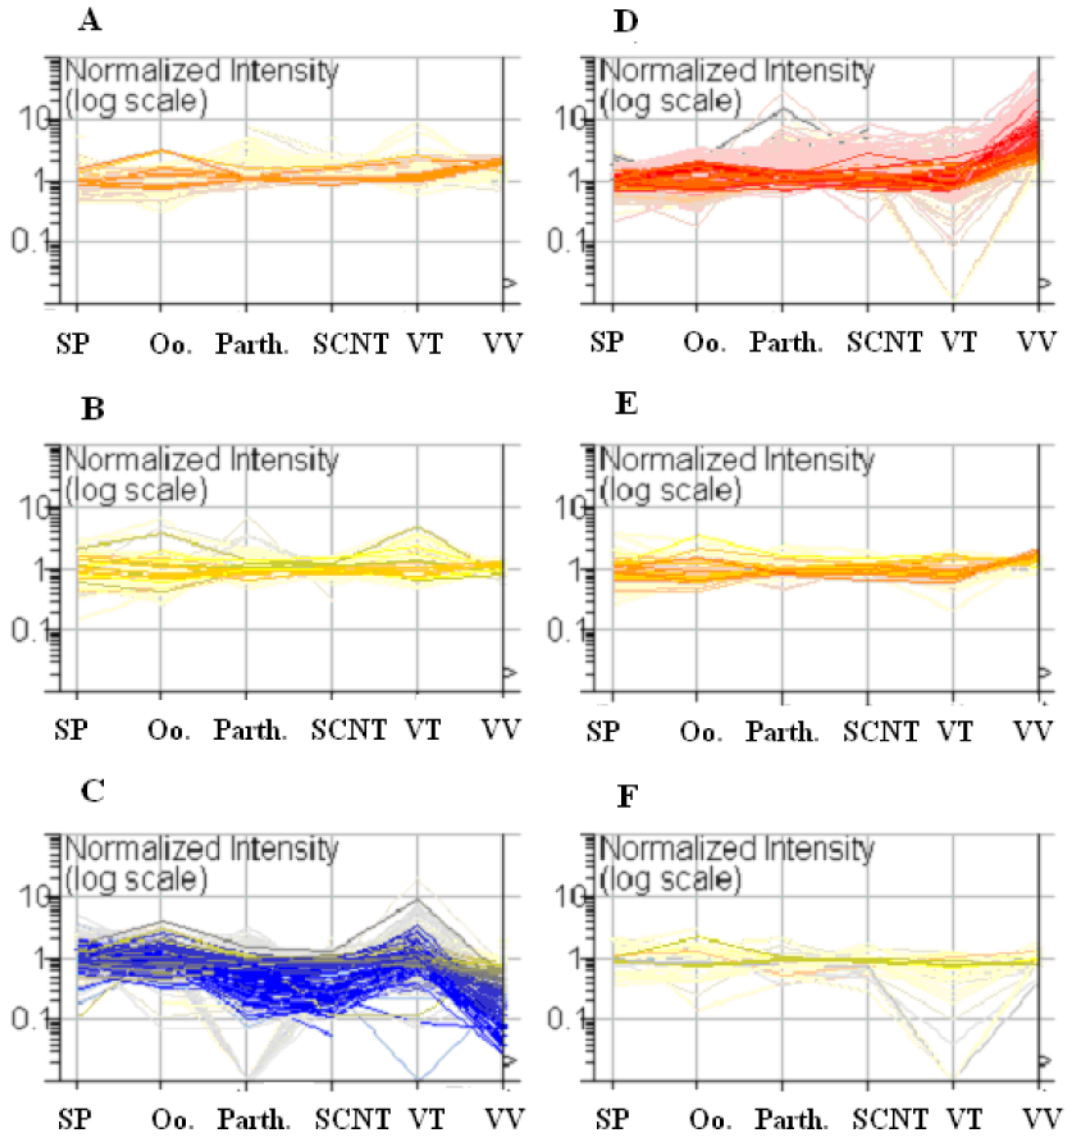 A
Normalized Intensity
(log scale)
10
1
0.1
SP Oo. Parth. SCNT VT VV
D
Normalized Intensity
(log scale)
10
1
0.1
SP Oo. Parth. SCNT VT VV
B
Normalized Intensity
(log scale)
10
1
0.1
SP Oo. Parth. SCNT VT VV
E
Normalized Intensity
(log scale)
10
1
0.1
SP Oo. Parth. SCNT VT VV
C
Normalized Intensity
(log scale)
10
1
0.1
SP Oo. Parth. SCNT VT VV
F
Normalized Intensity
(log scale)
10
1
0.1
SP Oo. Parth. SCNT VT VV